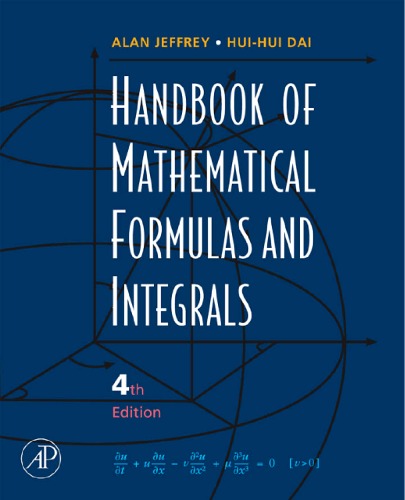 ALAN JEFFREY • HUI-HUI DAI
HANDBOOK OF
MATHEMATICAL
FORMULAS AND
INTEGRALS
4th
Edition
AP
∂u/∂t + u ∂u/∂x − ν ∂²u/∂x² + μ ∂³u/∂x³ = 0 [ν>0]